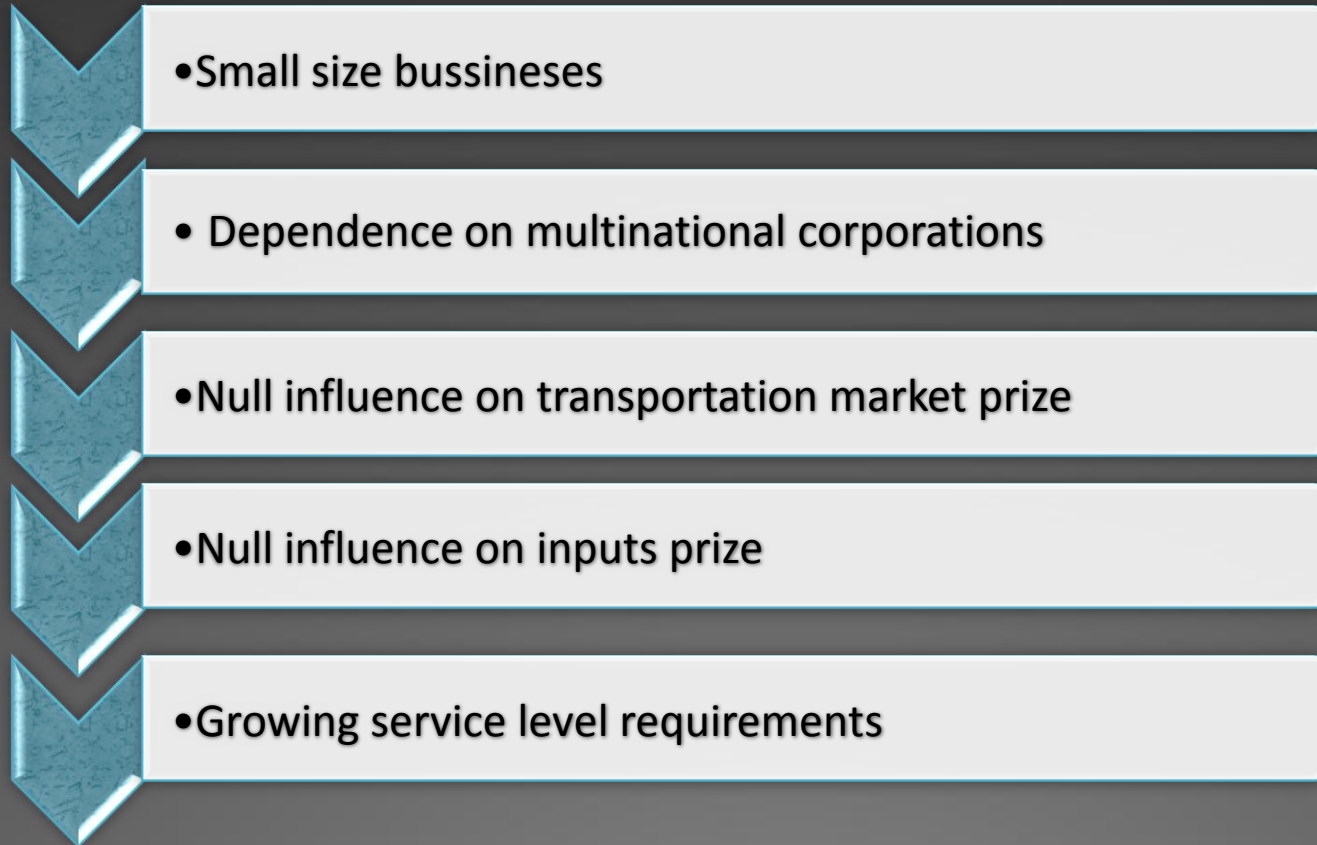 •Small size bussineses
• Dependence on multinational corporations
•Null influence on transportation market prize
•Null influence on inputs prize
•Growing service level requirements